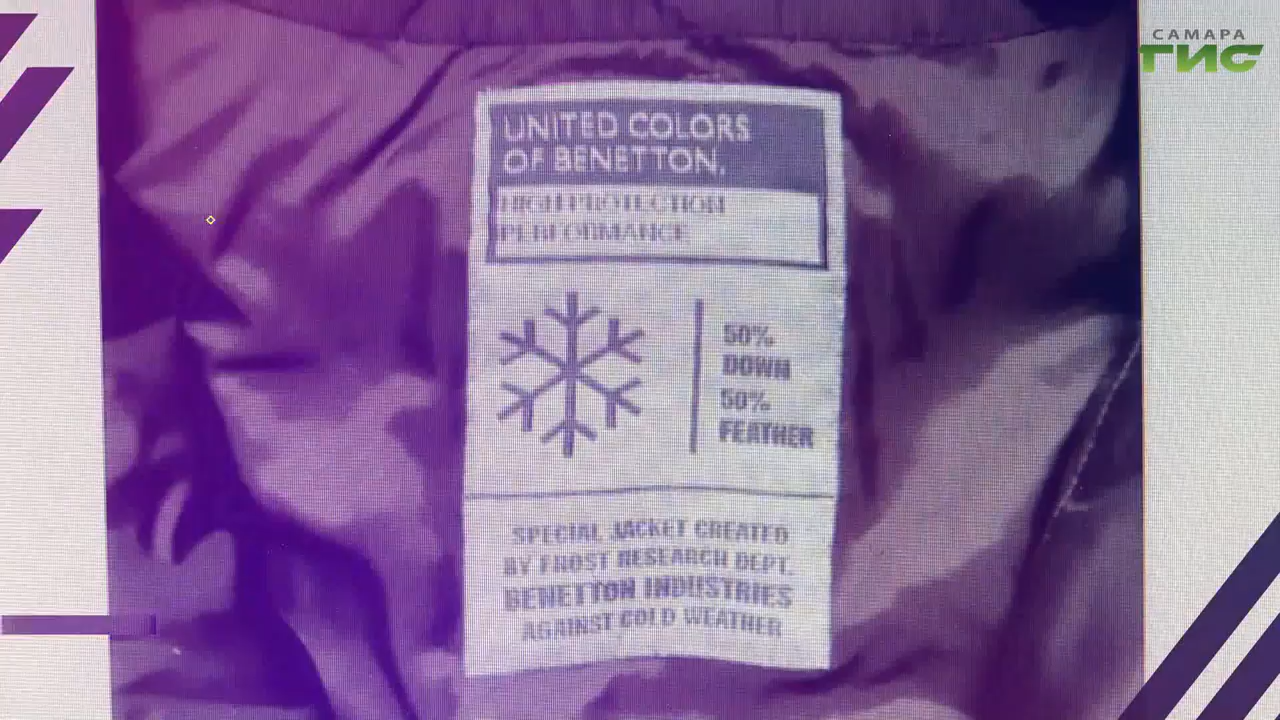 САМАРА
ГИС
UNITED COLORS
OF BENETTON.
HIGH PROTECTION
PERFORMANCE
50%
DOWN
50%
FEATHER
SPECIAL JACKET CREATED
BY FROST RESEARCH DEPT.
BENETTON INDUSTRIES
AGAINST COLD WEATHER